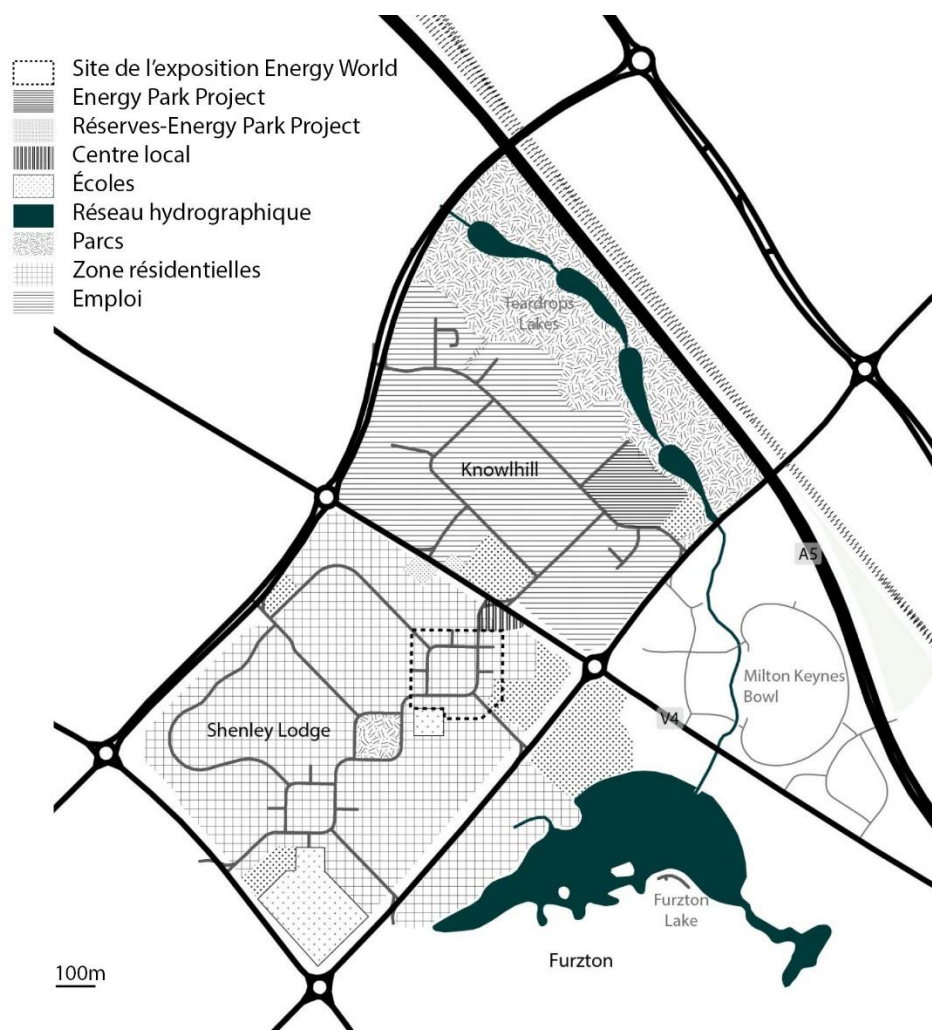 Site de l'exposition Energy World
Energy Park Project
Réserves-Energy Park Project
Centre local
Écoles
Réseau hydrographique
Parcs
Zone résidentielles
Emploi
Teardrops
Lakes
Knowlhill
A5
Milton Keynes
Bowl
V4
Shenley Lodge
Furzton
Lake
Furzton
100m